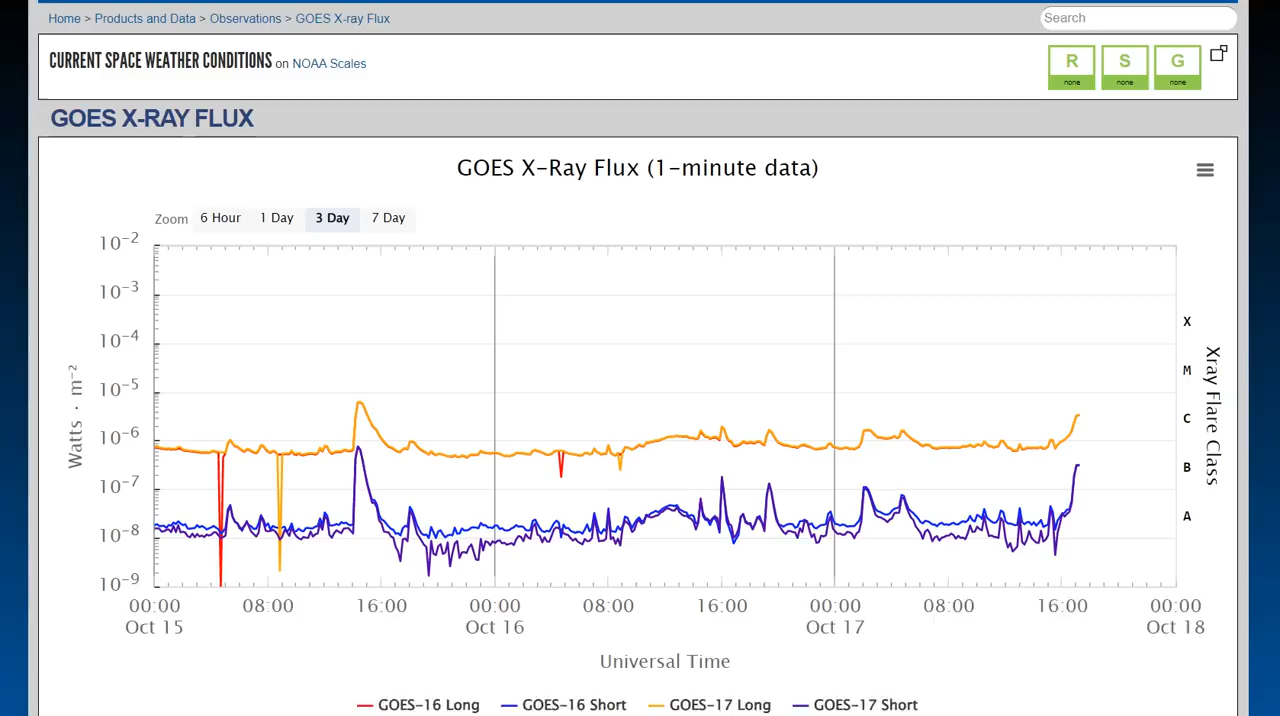 Home > Products and Data > Observations > GOES X-ray Flux
Search
CURRENT SPACE WEATHER CONDITIONS on NOAA Scales
R S G
none none none
GOES X-RAY FLUX
GOES X-Ray Flux (1-minute data)
Zoom 6 Hour 1 Day 3 Day 7 Day
10⁻²
10⁻³
10⁻⁴
10⁻⁵
10⁻⁶
10⁻⁷
10⁻⁸
10⁻⁹
Watts · m⁻²
X
M
C
B
A
Xray Flare Class
00:00 08:00 16:00 00:00 08:00 16:00 00:00 08:00 16:00 00:00
Oct 15 Oct 16 Oct 17 Oct 18
Universal Time
GOES-16 Long GOES-16 Short GOES-17 Long GOES-17 Short